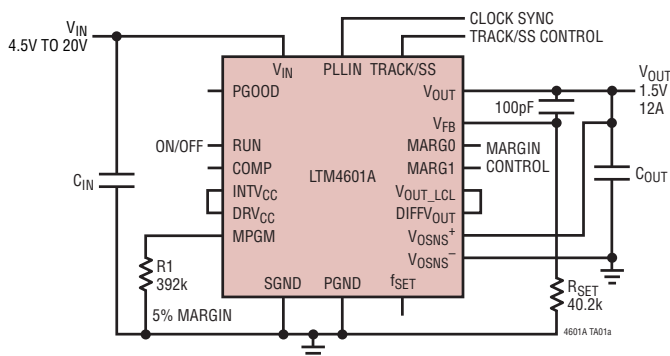 CLOCK SYNC
TRACK/SS CONTROL
VIN
4.5V TO 20V
VIN
PLLIN
TRACK/SS
PGOOD
VOUT
VOUT
1.5V
12A
100pF
VFB
ON/OFF
RUN
MARG0
MARGIN
CONTROL
COMP
LTM4601A
MARG1
CIN
INTVCC
VOUT_LCL
COUT
DRVCC
DIFFVOUT
MPGM
VOSNS+
VOSNS–
R1
392k
SGND
PGND
fSET
RSET
40.2k
5% MARGIN
4601A TA01a